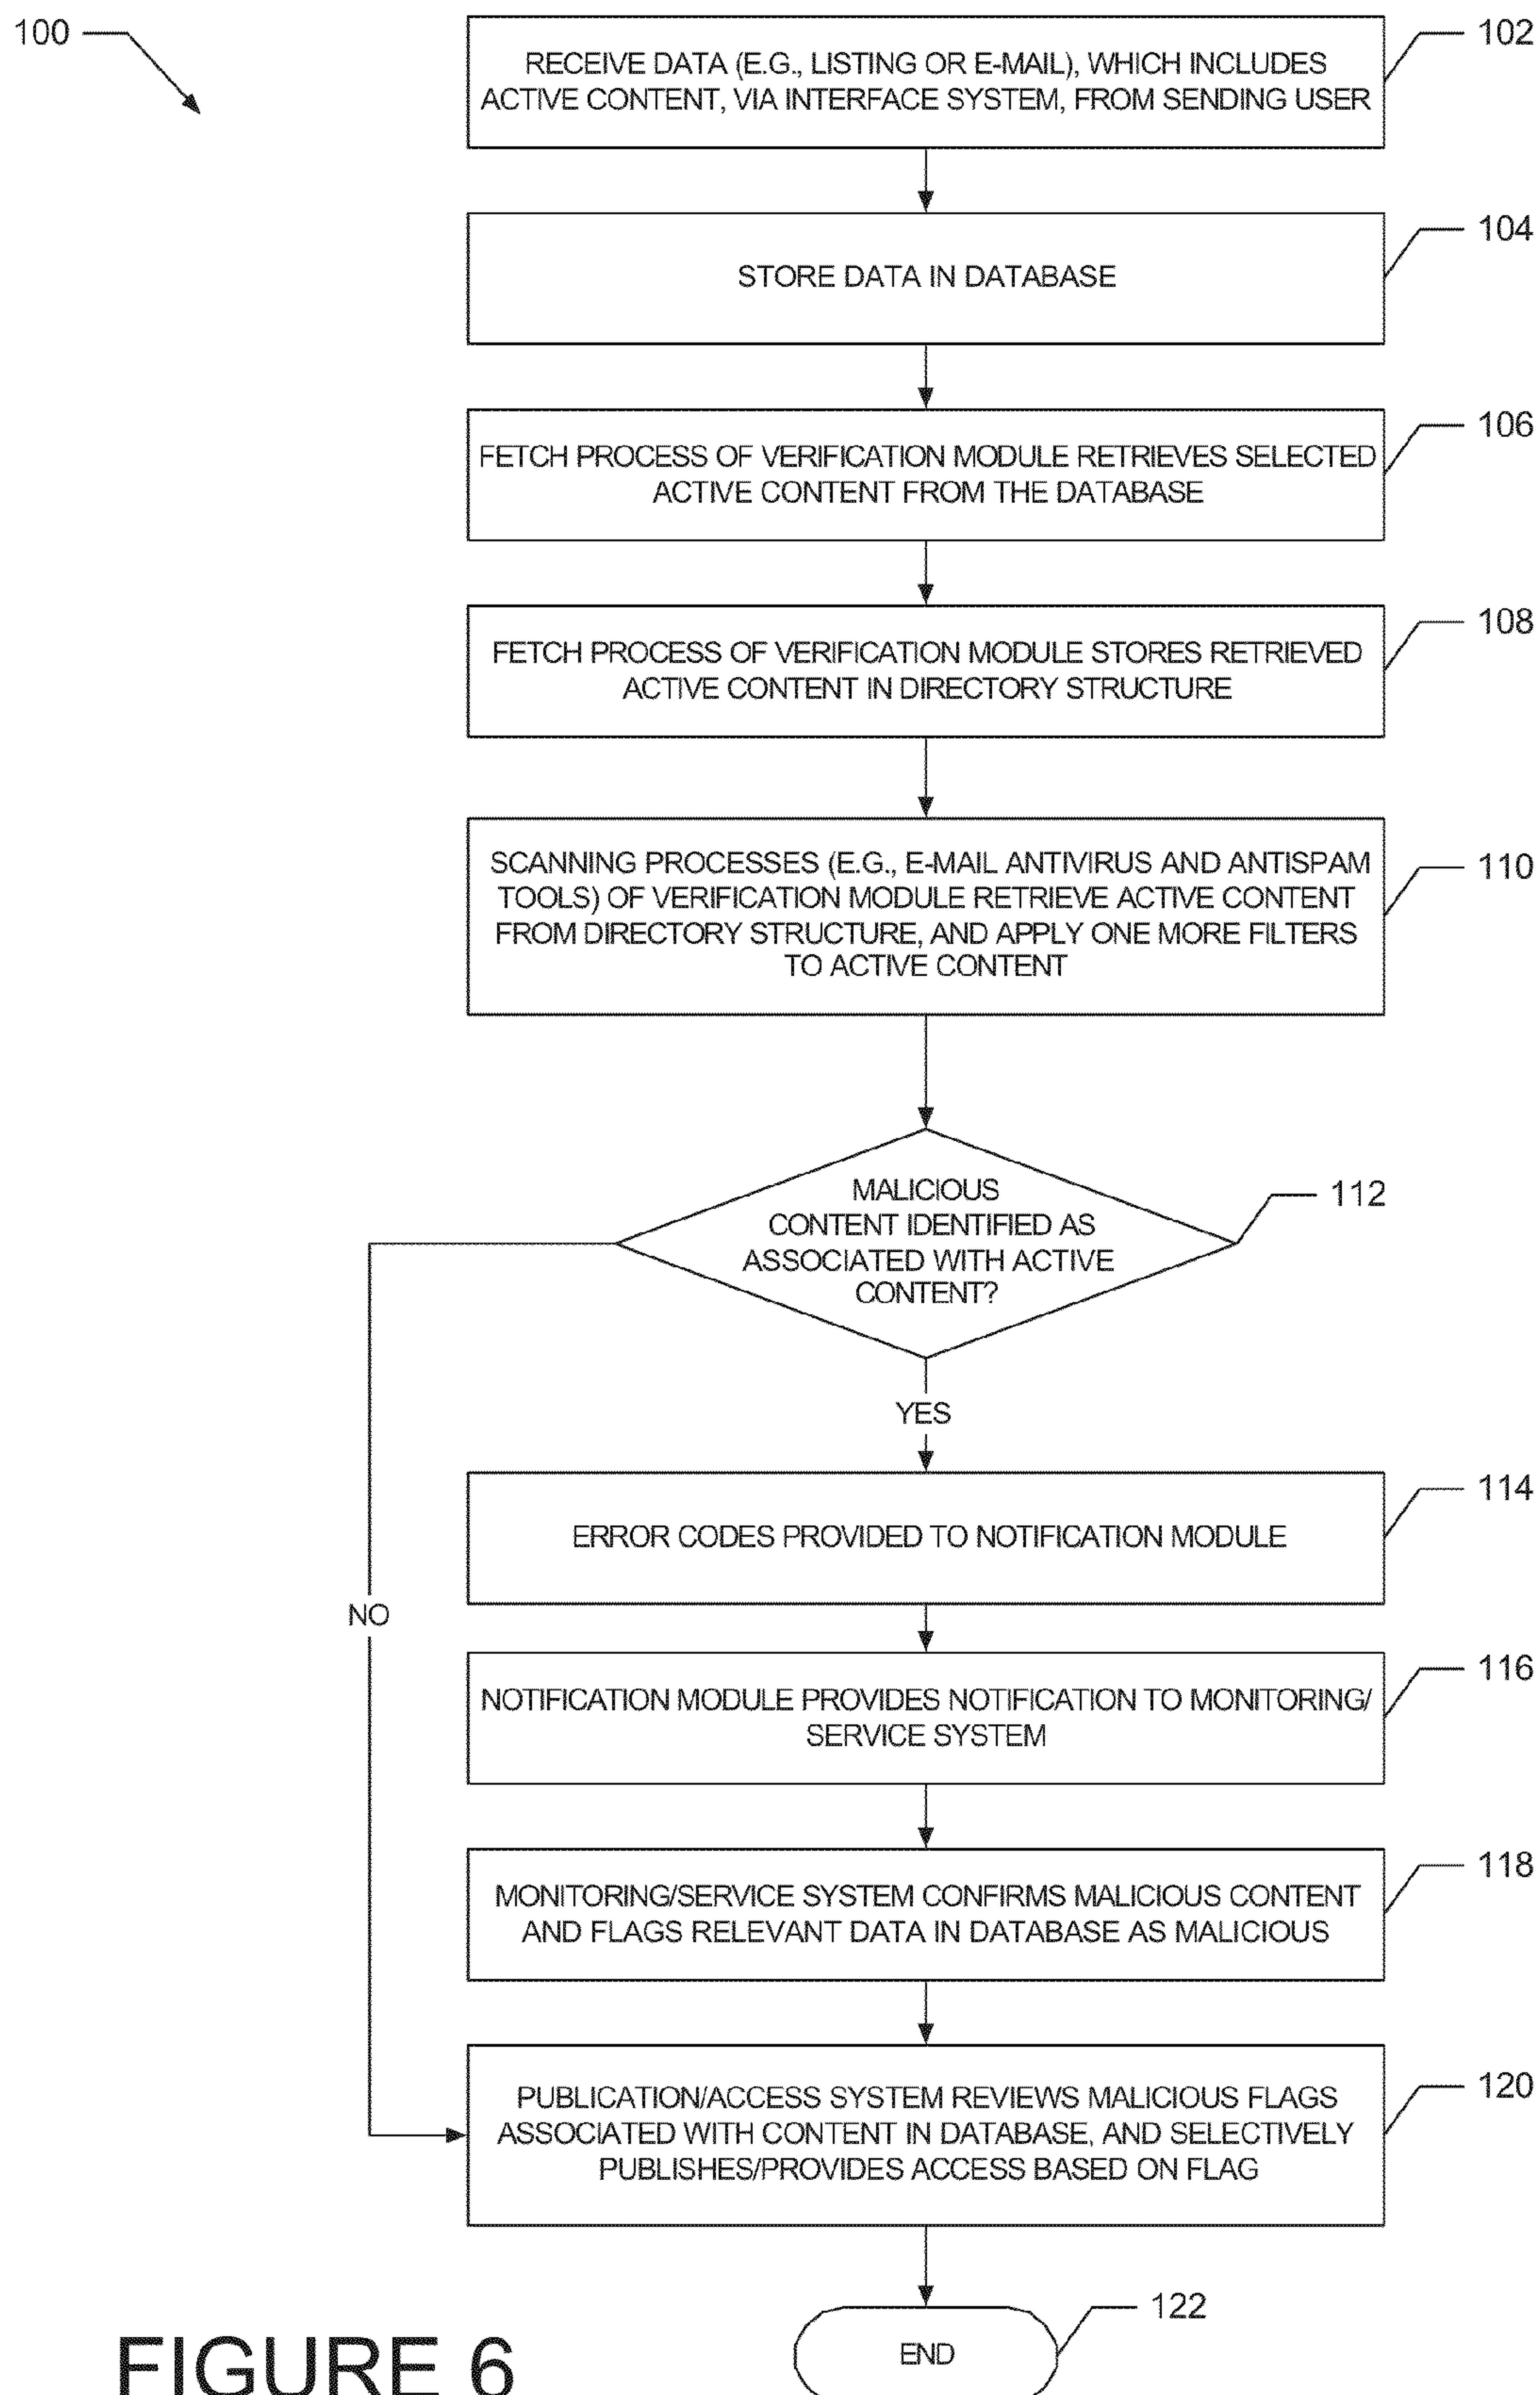 100
102
RECEIVE DATA (E.G., LISTING OR E-MAIL), WHICH INCLUDES
ACTIVE CONTENT, VIA INTERFACE SYSTEM, FROM SENDING USER
104
STORE DATA IN DATABASE
106
FETCH PROCESS OF VERIFICATION MODULE RETRIEVES SELECTED
ACTIVE CONTENT FROM THE DATABASE
108
FETCH PROCESS OF VERIFICATION MODULE STORES RETRIEVED
ACTIVE CONTENT IN DIRECTORY STRUCTURE
110
SCANNING PROCESSES (E.G., E-MAIL ANTIVIRUS AND ANTISPAM
TOOLS) OF VERIFICATION MODULE RETRIEVE ACTIVE CONTENT
FROM DIRECTORY STRUCTURE, AND APPLY ONE MORE FILTERS
TO ACTIVE CONTENT
112
MALICIOUS
CONTENT IDENTIFIED AS
ASSOCIATED WITH ACTIVE
CONTENT?
YES
114
ERROR CODES PROVIDED TO NOTIFICATION MODULE
NO
116
NOTIFICATION MODULE PROVIDES NOTIFICATION TO MONITORING/
SERVICE SYSTEM
118
MONITORING/SERVICE SYSTEM CONFIRMS MALICIOUS CONTENT
AND FLAGS RELEVANT DATA IN DATABASE AS MALICIOUS
120
PUBLICATION/ACCESS SYSTEM REVIEWS MALICIOUS FLAGS
ASSOCIATED WITH CONTENT IN DATABASE, AND SELECTIVELY
PUBLISHES/PROVIDES ACCESS BASED ON FLAG
122
END
FIGURE 6